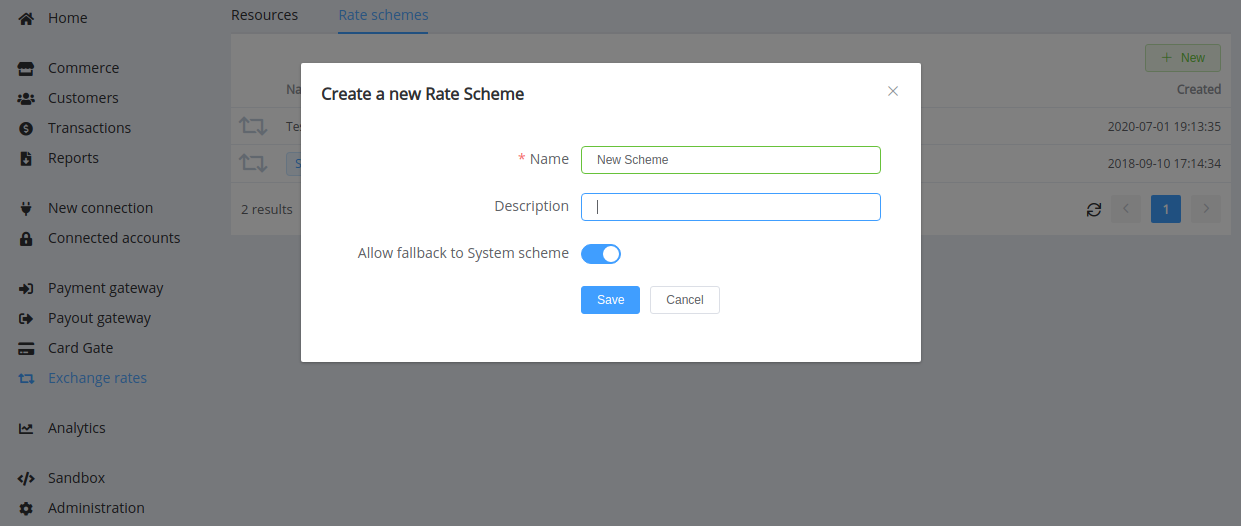 Home
Commerce
Customers
Transactions
Reports
New connection
Connected accounts
Payment gateway
Payout gateway
Card Gate
Exchange rates
Analytics
Sandbox
Administration
Resources Rate schemes
+ New
Created
2020-07-01 19:13:35
2018-09-10 17:14:34
2 results
1
Create a new Rate Scheme
* Name New Scheme
Description
Allow fallback to System scheme
Save Cancel